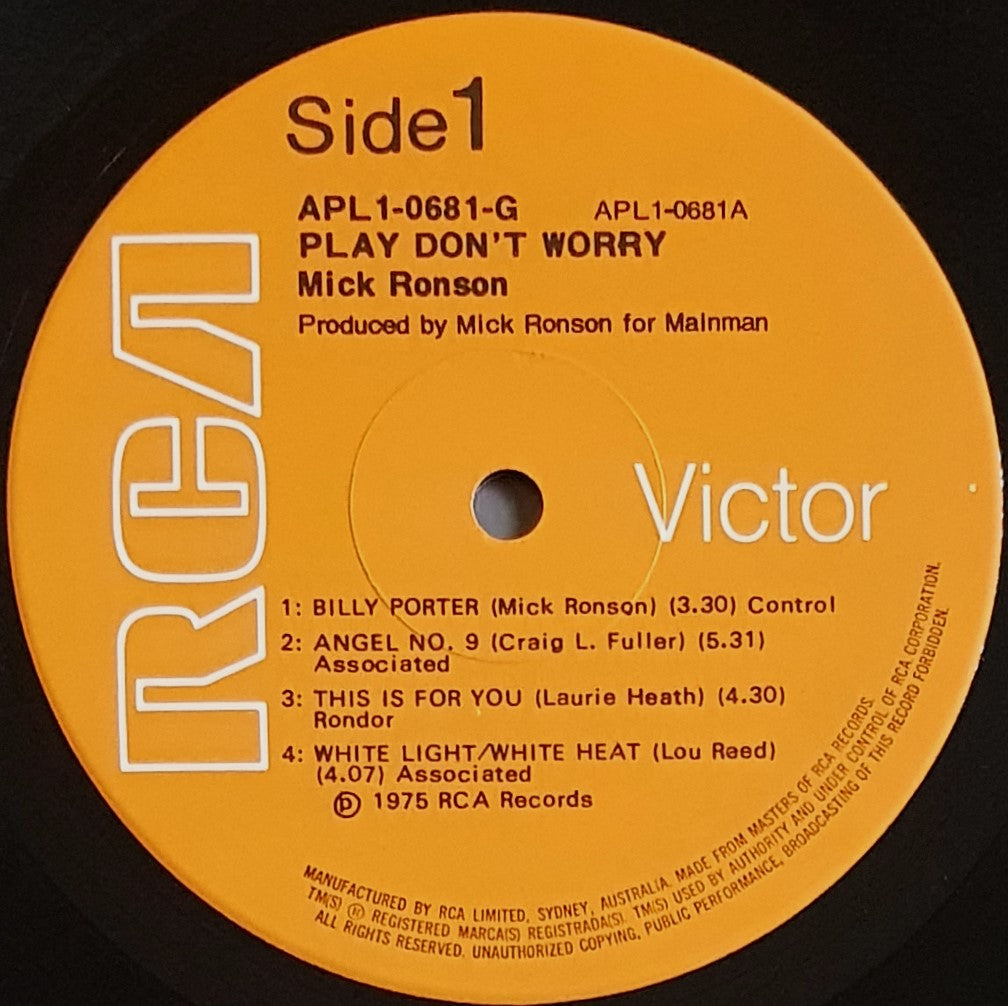 Side 1
APL1-0681-G APL1-0681A
PLAY DON'T WORRY
Mick Ronson
Produced by Mick Ronson for Mainman
RCA
Victor
1: BILLY PORTER (Mick Ronson) (3.30) Control
2: ANGEL NO. 9 (Craig L. Fuller) (5.31)
Associated
3: THIS IS FOR YOU (Laurie Heath) (4.30)
Rondor
4: WHITE LIGHT/WHITE HEAT (Lou Reed)
(4.07) Associated
℗ 1975 RCA Records
MANUFACTURED BY RCA LIMITED, SYDNEY, AUSTRALIA. MADE FROM MASTERS OF RCA RECORDS.
TM(S) ® REGISTERED MARCA(S) REGISTRADA(S). TM(S) USED BY AUTHORITY AND UNDER CONTROL OF RCA CORPORATION.
ALL RIGHTS RESERVED. UNAUTHORIZED COPYING, PUBLIC PERFORMANCE, BROADCASTING OF THIS RECORD FORBIDDEN.